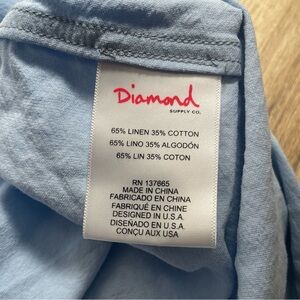 Diamond
SUPPLY CO.
65% LINEN 35% COTTON
65% LINO 35% ALGODÓN
65% LIN 35% COTON
RN 137865
MADE IN CHINA
FABRICADO EN CHINA
FABRIQUÉ EN CHINE
DESIGNED IN U.S.A.
DISEÑADO EN U.S.A.
CONÇU AUX USA